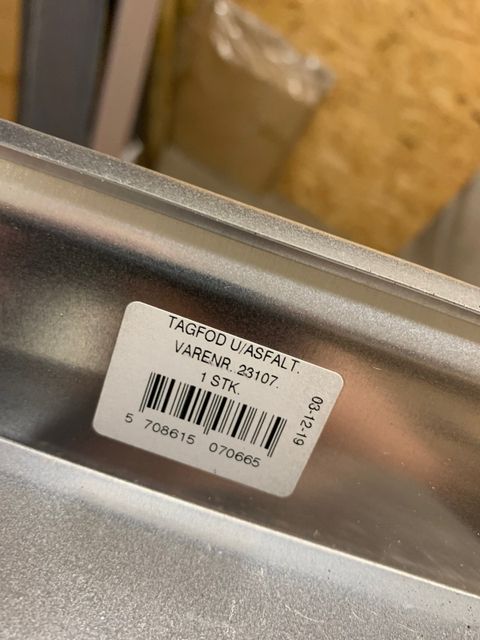 TAGFOD U/ASFALT.
VARENR. 23107.
1 STK.
03-12-19
5 708615 070665